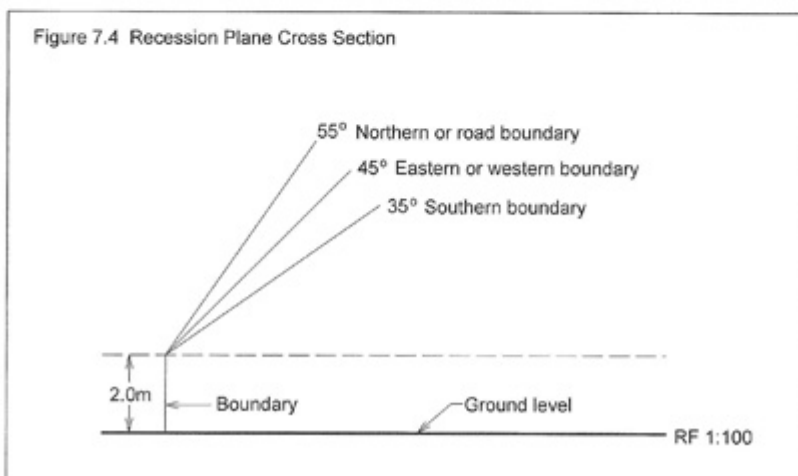 Figure 7.4 Recession Plane Cross Section
55° Northern or road boundary
45° Eastern or western boundary
35° Southern boundary
2.0m
Boundary
Ground level
RF 1:100